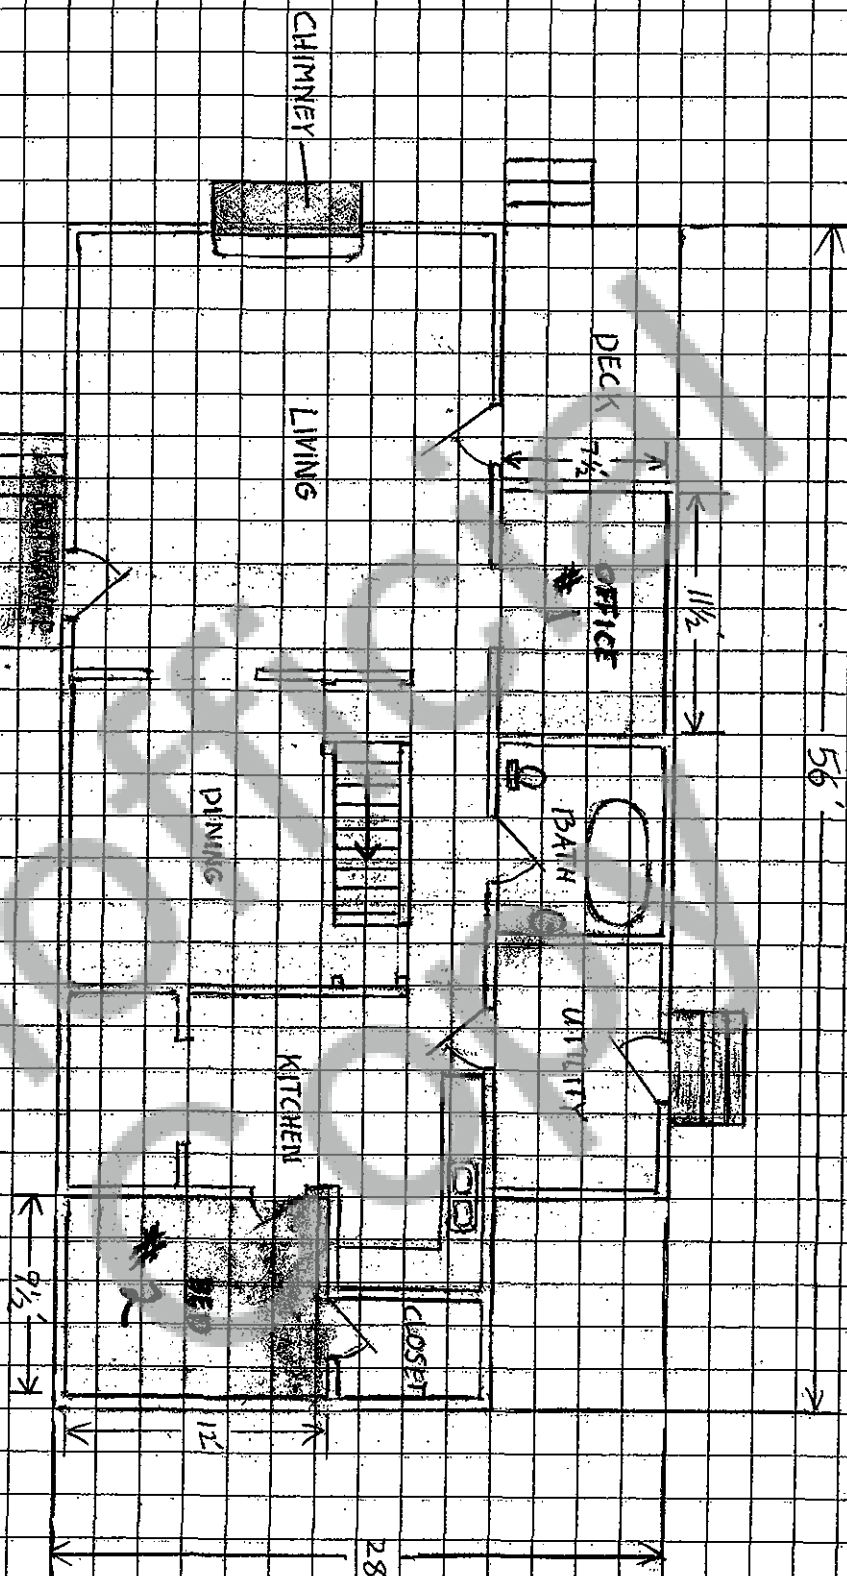 CHIMNEY
DECK
7½'
LIVING
OFFICE
#1
11½'
56'
BATH
DINING
UTILITY
KITCHEN
BED
#2
CLOSET
9½'
12'
28
Unofficial
Copy